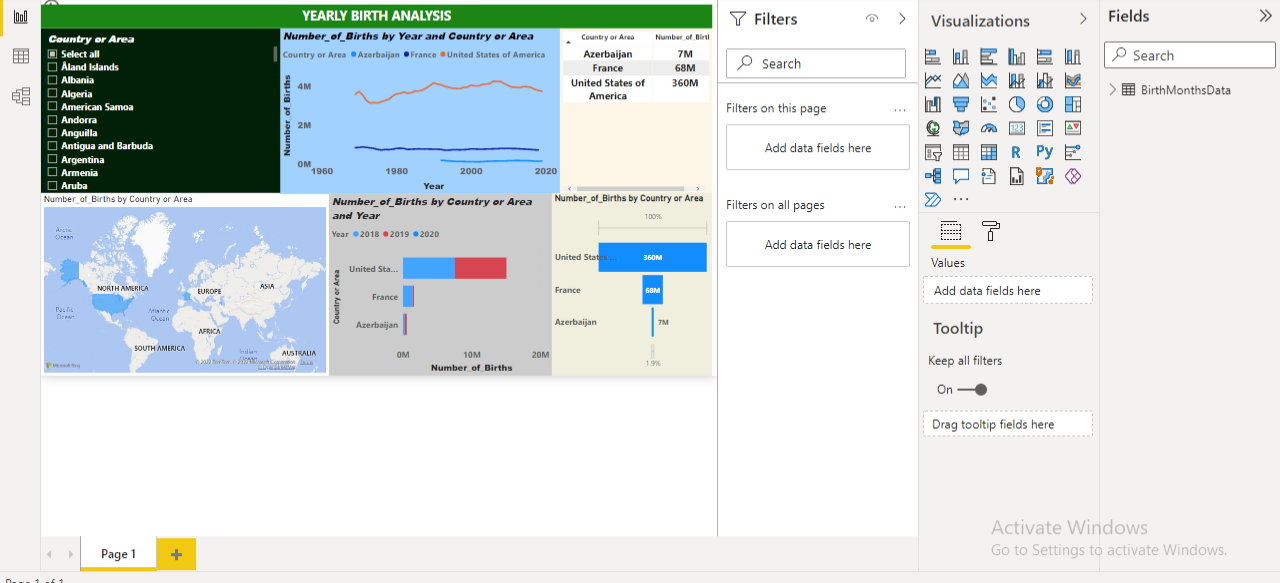 YEARLY BIRTH ANALYSIS
Country or Area
Select all
Åland Islands
Albania
Algeria
American Samoa
Andorra
Anguilla
Antigua and Barbuda
Argentina
Armenia
Aruba
Number_of_Births by Year and Country or Area
Country or Area Azerbaijan France United States of America
Number_of_Births
4M
2M
0M
1960 1980 2000 2020
Year
Country or Area Number_of_Birtl
Azerbaijan 7M
France 68M
United States of 360M
America
Number_of_Births by Country or Area
Arctic
Ocean
NORTH AMERICA
EUROPE
ASIA
Pacific
Ocean
Atlantic
Ocean
AFRICA
SOUTH AMERICA
Indian
Ocean
AUSTRALIA
Microsoft Bing
Number_of_Births by Country or Area
and Year
Year 2018 2019 2020
Country or Area
United Sta...
France
Azerbaijan
0M 10M 20M
Number_of_Births
Number_of_Births by Country or Area
100%
United States ... 360M
France 68M
Azerbaijan 7M
1.9%
Page 1
Page 1 of 1
Filters
Search
Filters on this page ...
Add data fields here
Filters on all pages ...
Add data fields here
Visualizations
123
R Py
...
Values
Add data fields here
Tooltip
Keep all filters
On
Drag tooltip fields here
Fields
Search
BirthMonthsData
Activate Windows
Go to Settings to activate Windows.